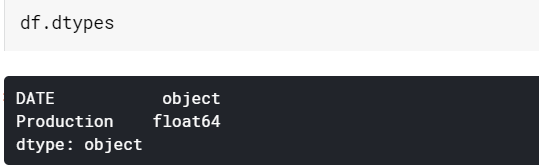 df.dtypes
DATE object
Production float64
dtype: object